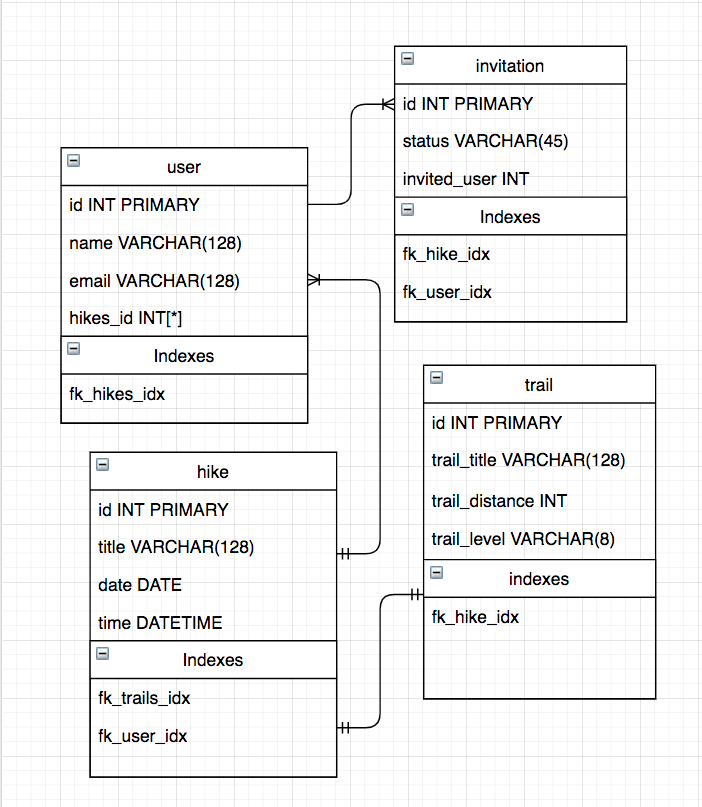 invitation
id INT PRIMARY
status VARCHAR(45)
invited_user INT
Indexes
fk_hike_idx
fk_user_idx
user
id INT PRIMARY
name VARCHAR(128)
email VARCHAR(128)
hikes_id INT[*]
Indexes
fk_hikes_idx
trail
id INT PRIMARY
trail_title VARCHAR(128)
trail_distance INT
trail_level VARCHAR(8)
indexes
fk_hike_idx
hike
id INT PRIMARY
title VARCHAR(128)
date DATE
time DATETIME
Indexes
fk_trails_idx
fk_user_idx